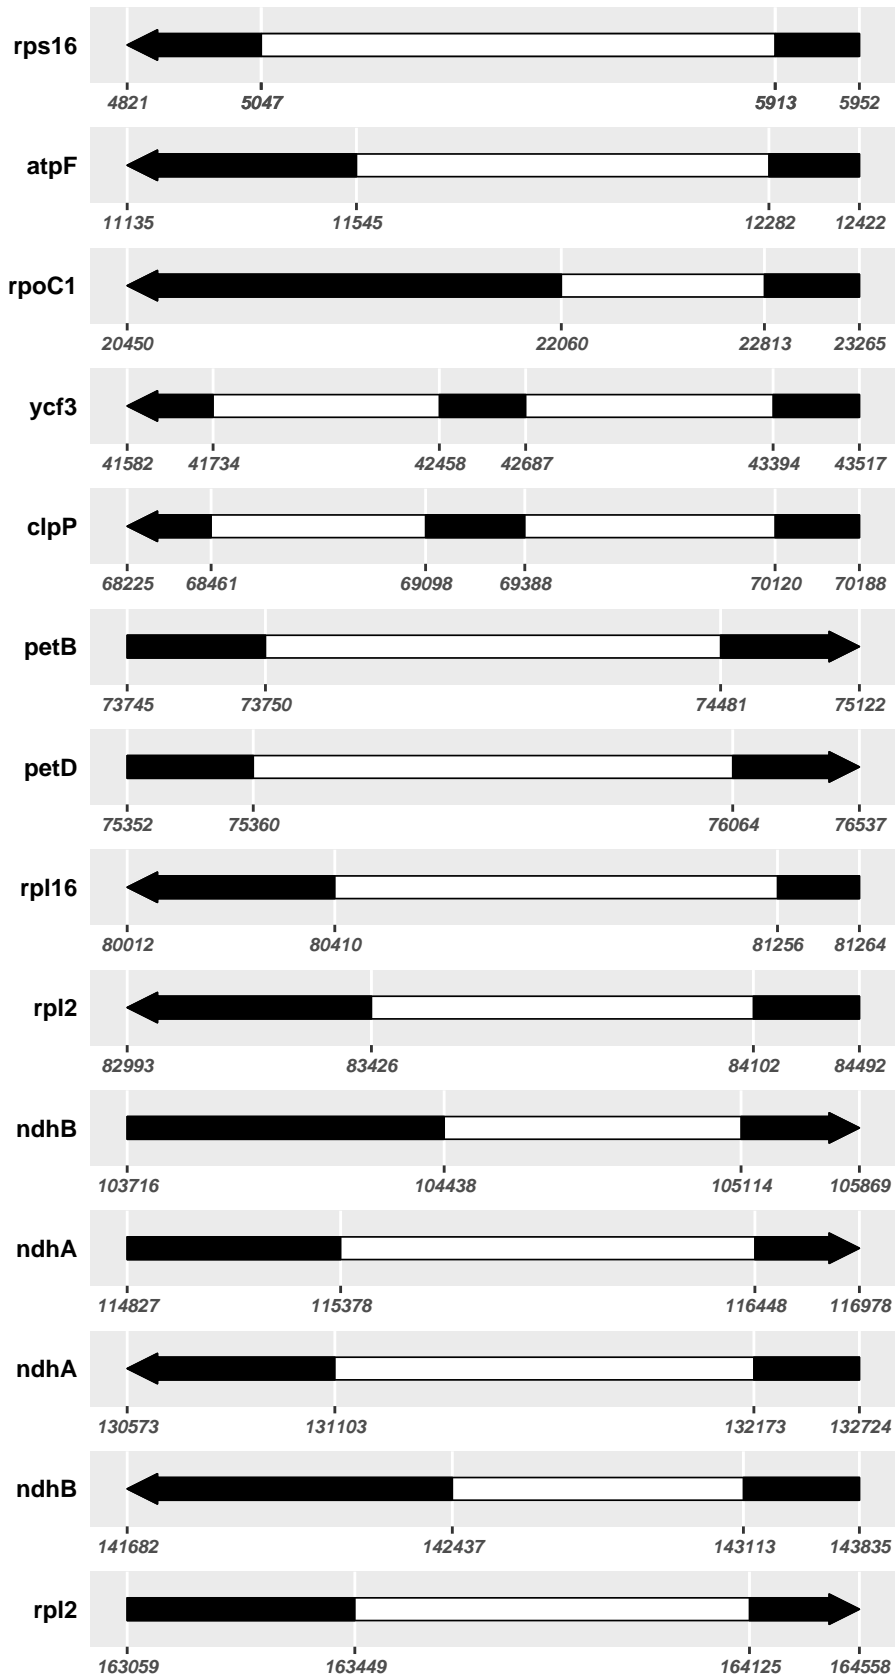 rps16
4821 5047 5913 5952
atpF
11135 11545 12282 12422
rpoC1
20450 22060 22813 23265
ycf3
41582 41734 42458 42687 43394 43517
clpP
68225 68461 69098 69388 70120 70188
petB
73745 73750 74481 75122
petD
75352 75360 76064 76537
rpl16
80012 80410 81256 81264
rpl2
82993 83426 84102 84492
ndhB
103716 104438 105114 105869
ndhA
114827 115378 116448 116978
ndhA
130573 131103 132173 132724
ndhB
141682 142437 143113 143835
rpl2
163059 163449 164125 164558